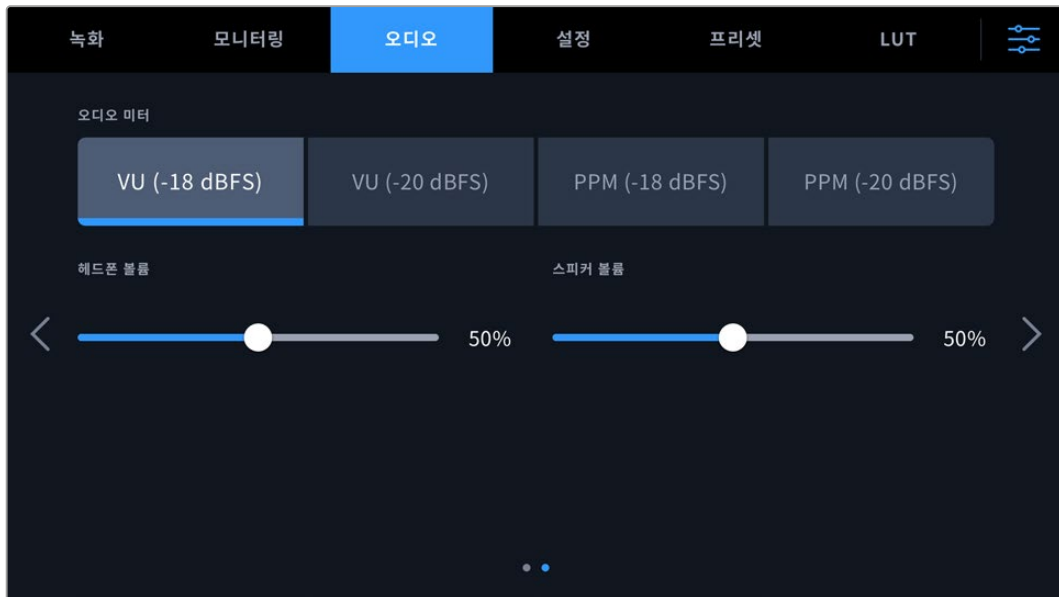 녹화 모니터링 오디오 설정 프리셋 LUT
오디오 미터
VU (-18 dBFS) VU (-20 dBFS) PPM (-18 dBFS) PPM (-20 dBFS)
헤드폰 볼륨 스피커 볼륨
50% 50%